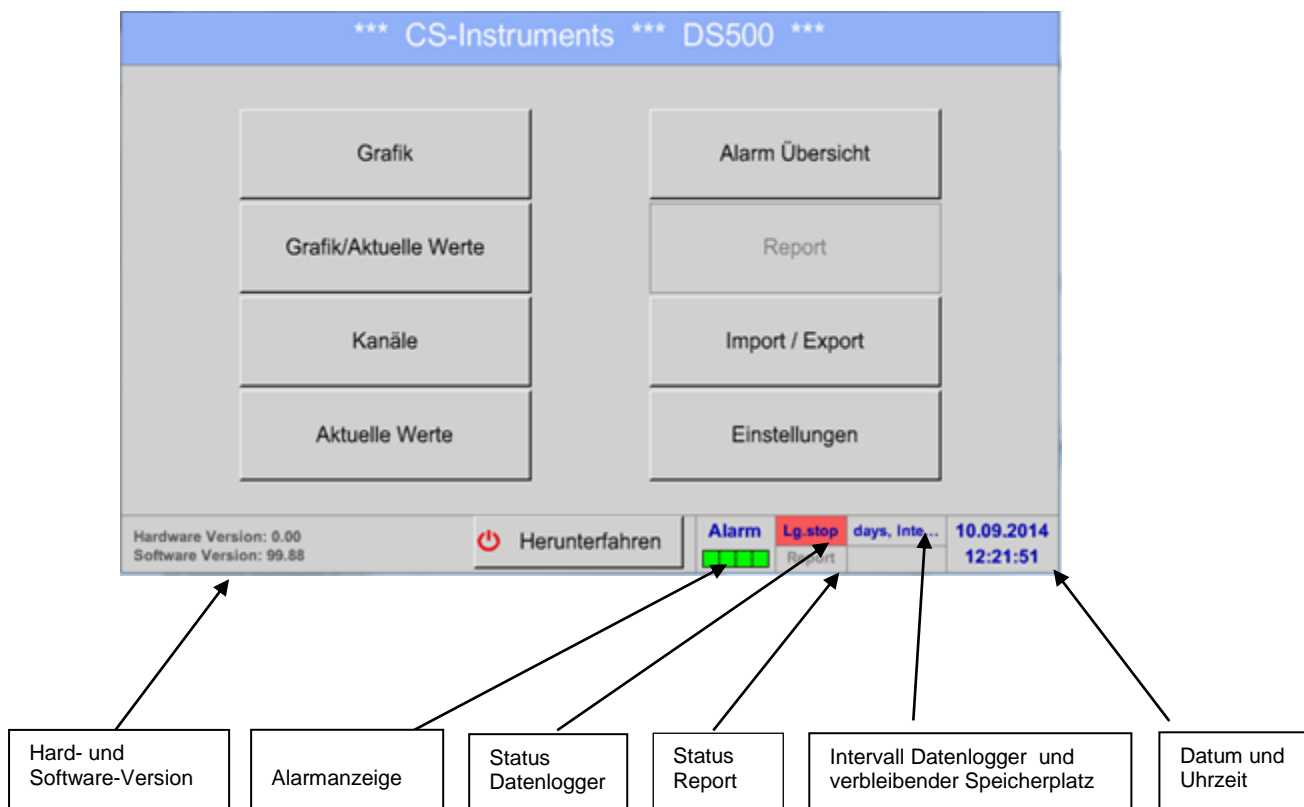 *** CS-Instruments *** DS500 ***
Grafik
Alarm Übersicht
Grafik/Aktuelle Werte
Report
Kanäle
Import / Export
Aktuelle Werte
Einstellungen
Hardware Version: 0.00
Software Version: 99.88
Herunterfahren
Alarm
Lg.stop
days, Inte...
10.09.2014
Report
12:21:51
Hard- und
Software-Version
Alarmanzeige
Status
Datenlogger
Status
Report
Intervall Datenlogger und
verbleibender Speicherplatz
Datum und
Uhrzeit